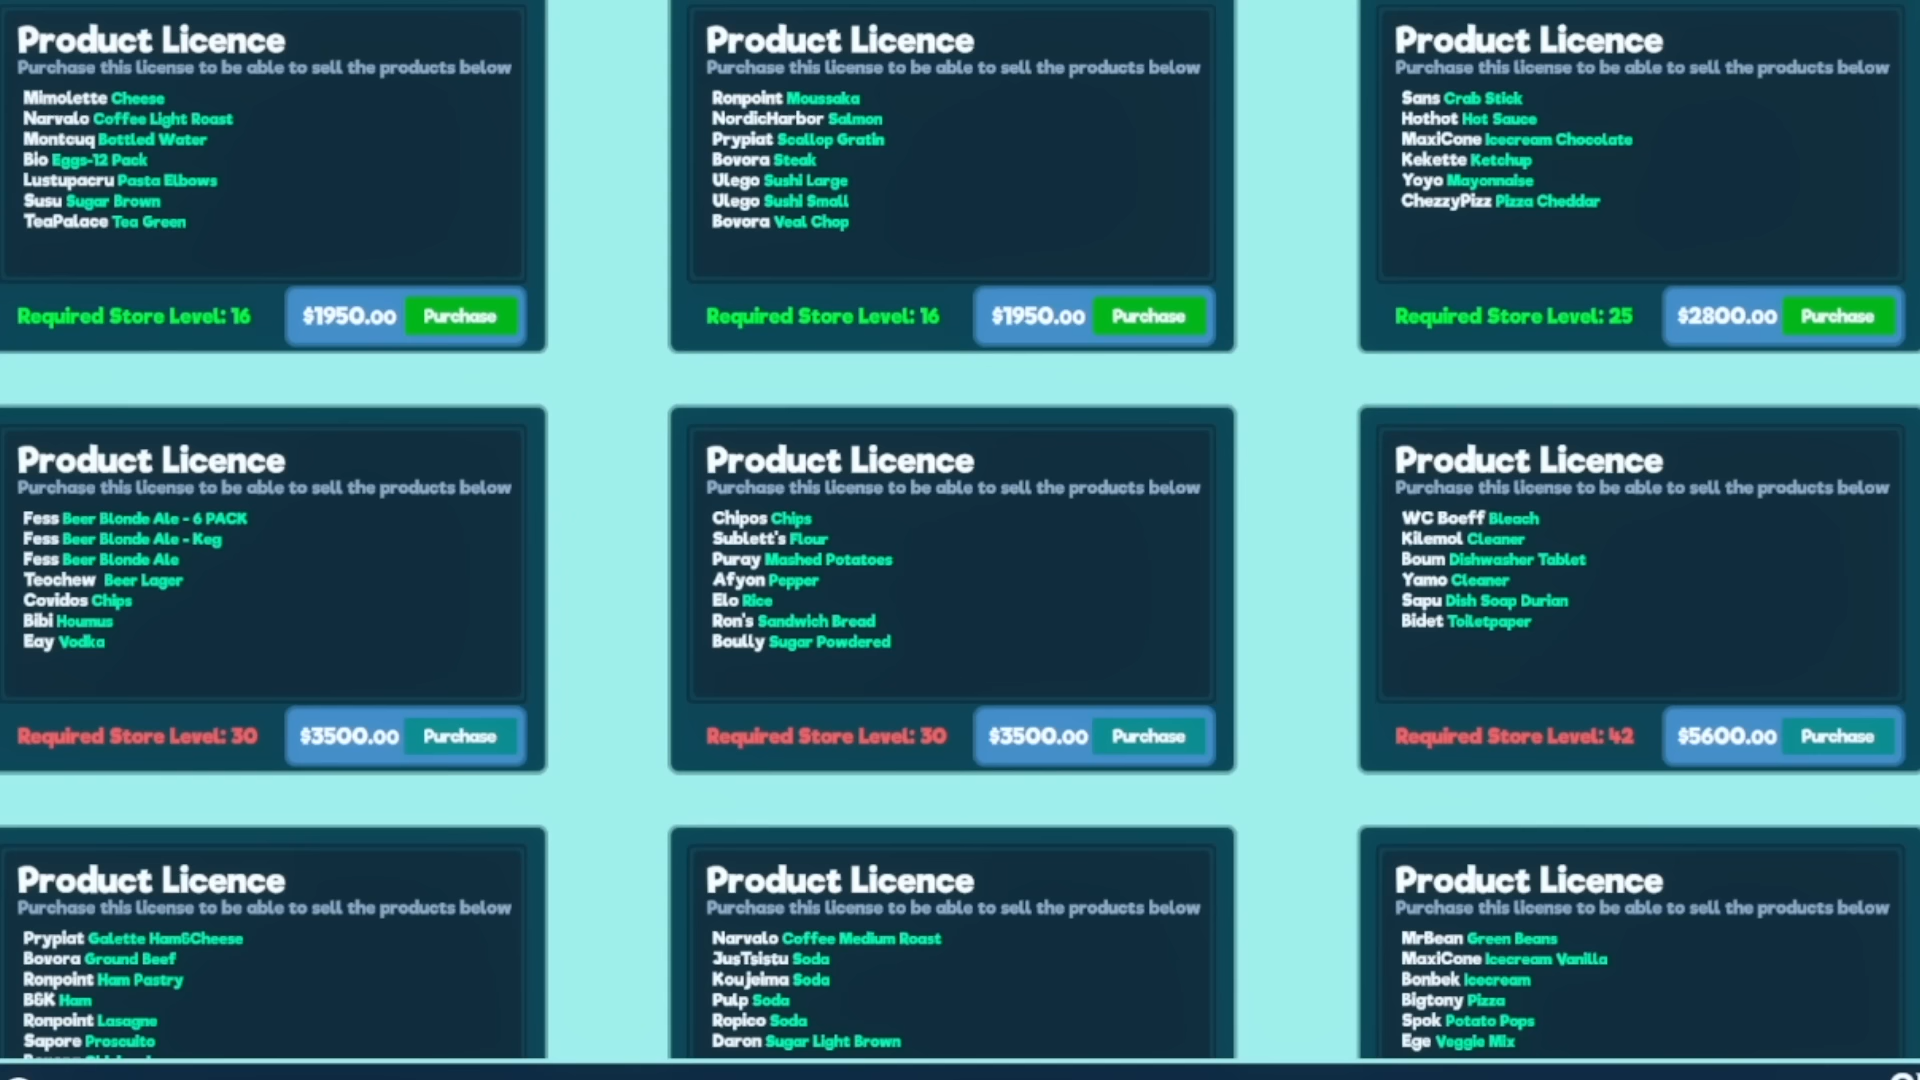 Product Licence
Purchase this license to be able to sell the products below
Mimolette Cheese
Narvalo Coffee Light Roast
Montcuq Bottled Water
Bio Eggs-12 Pack
Lustupacru Pasta Elbows
Susu Sugar Brown
TeaPalace Tea Green
Required Store Level: 16
$1950.00 Purchase
Product Licence
Purchase this license to be able to sell the products below
Ronpoint Moussaka
NordicHarbor Salmon
Prypiat Scallop Gratin
Bovora Steak
Ulego Sushi Large
Ulego Sushi Small
Bovora Veal Chop
Required Store Level: 16
$1950.00 Purchase
Product Licence
Purchase this license to be able to sell the products below
Sans Crab Stick
Hothot Hot Sauce
MaxiCone Icecream Chocolate
Kekette Ketchup
Yoyo Mayonnaise
ChezzyPizz Pizza Cheddar
Required Store Level: 25
$2800.00 Purchase
Product Licence
Purchase this license to be able to sell the products below
Fess Beer Blonde Ale - 6 PACK
Fess Beer Blonde Ale - Keg
Fess Beer Blonde Ale
Teochew Beer Lager
Covidos Chips
Bibi Houmus
Eay Vodka
Required Store Level: 30
$3500.00 Purchase
Product Licence
Purchase this license to be able to sell the products below
Chipos Chips
Sublett's Flour
Puray Mashed Potatoes
Afyon Pepper
Elo Rice
Ron's Sandwich Bread
Boully Sugar Powdered
Required Store Level: 30
$3500.00 Purchase
Product Licence
Purchase this license to be able to sell the products below
WC Boeff Bleach
Kilemol Cleaner
Boum Dishwasher Tablet
Yamo Cleaner
Sapu Dish Soap Durian
Bidet Toiletpaper
Required Store Level: 42
$5600.00 Purchase
Product Licence
Purchase this license to be able to sell the products below
Prypiat Galette Ham&Cheese
Bovora Ground Beef
Ronpoint Ham Pastry
B&K Ham
Ronpoint Lasagne
Sapore Proscuito
Product Licence
Purchase this license to be able to sell the products below
Narvalo Coffee Medium Roast
JusTsistu Soda
Koujeima Soda
Pulp Soda
Ropico Soda
Daron Sugar Light Brown
Product Licence
Purchase this license to be able to sell the products below
MrBean Green Beans
MaxiCone Icecream Vanilla
Bonbek Icecream
Bigtony Pizza
Spok Potato Pops
Ege Veggie Mix